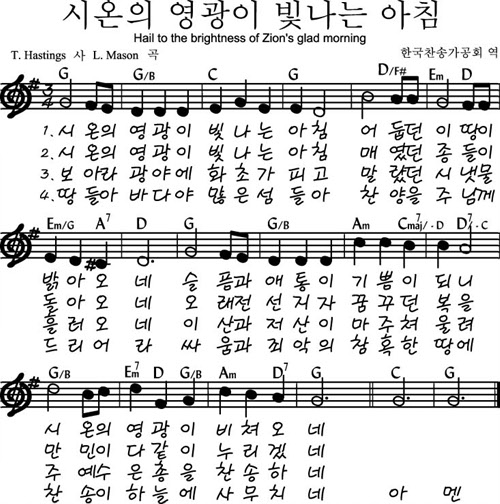 시온의 영광이 빛나는 아침
Hail to the brightness of Zion's glad morning
T. Hastings 사 L. Mason 곡 한국찬송가공회 역
G G/B C G D/F# Em D
3/4
1. 시 온의 영 광 이 빛 나 는 아 침 어 둡던 이 땅이
2. 시 온의 영 광 이 빛 나 는 아 침 매 였던 종 들이
3. 보 아라 광 야 에 화 초 가 피 고 말 랐던 시 냇물
4. 땅 들아 바 다 야 많 은 섬 들 아 찬 양을 주 님께
Em/G A7 D G G/B Am Cmaj7/D D7/C
밝 아 오 네 슬 픔과 애 통 이 기 쁨 이 되 니
돌 아 오 네 오 래전 선 지 자 꿈 꾸 던 복 을
흘 러 오 네 이 산과 저 산 이 마 주 쳐 울 려
드 리 어 라 싸 움과 죄 악 의 참 혹 한 땅 에
G/B Em D7 G/B Am D7 G C G
시 온의 영 광 이 비 쳐 오 네
만 민이 다 같 이 누 리 겠 네
주 예수 은 총 을 찬 송 하 네
찬 송이 하 늘 에 사 무 치 네 아 멘